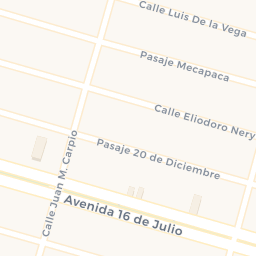 Calle Luis De la Vega
Pasaje Mecapaca
Calle Eliodoro Nery
Pasaje 20 de Diciembre
Avenida 16 de Julio
Calle Juan M. Carpio